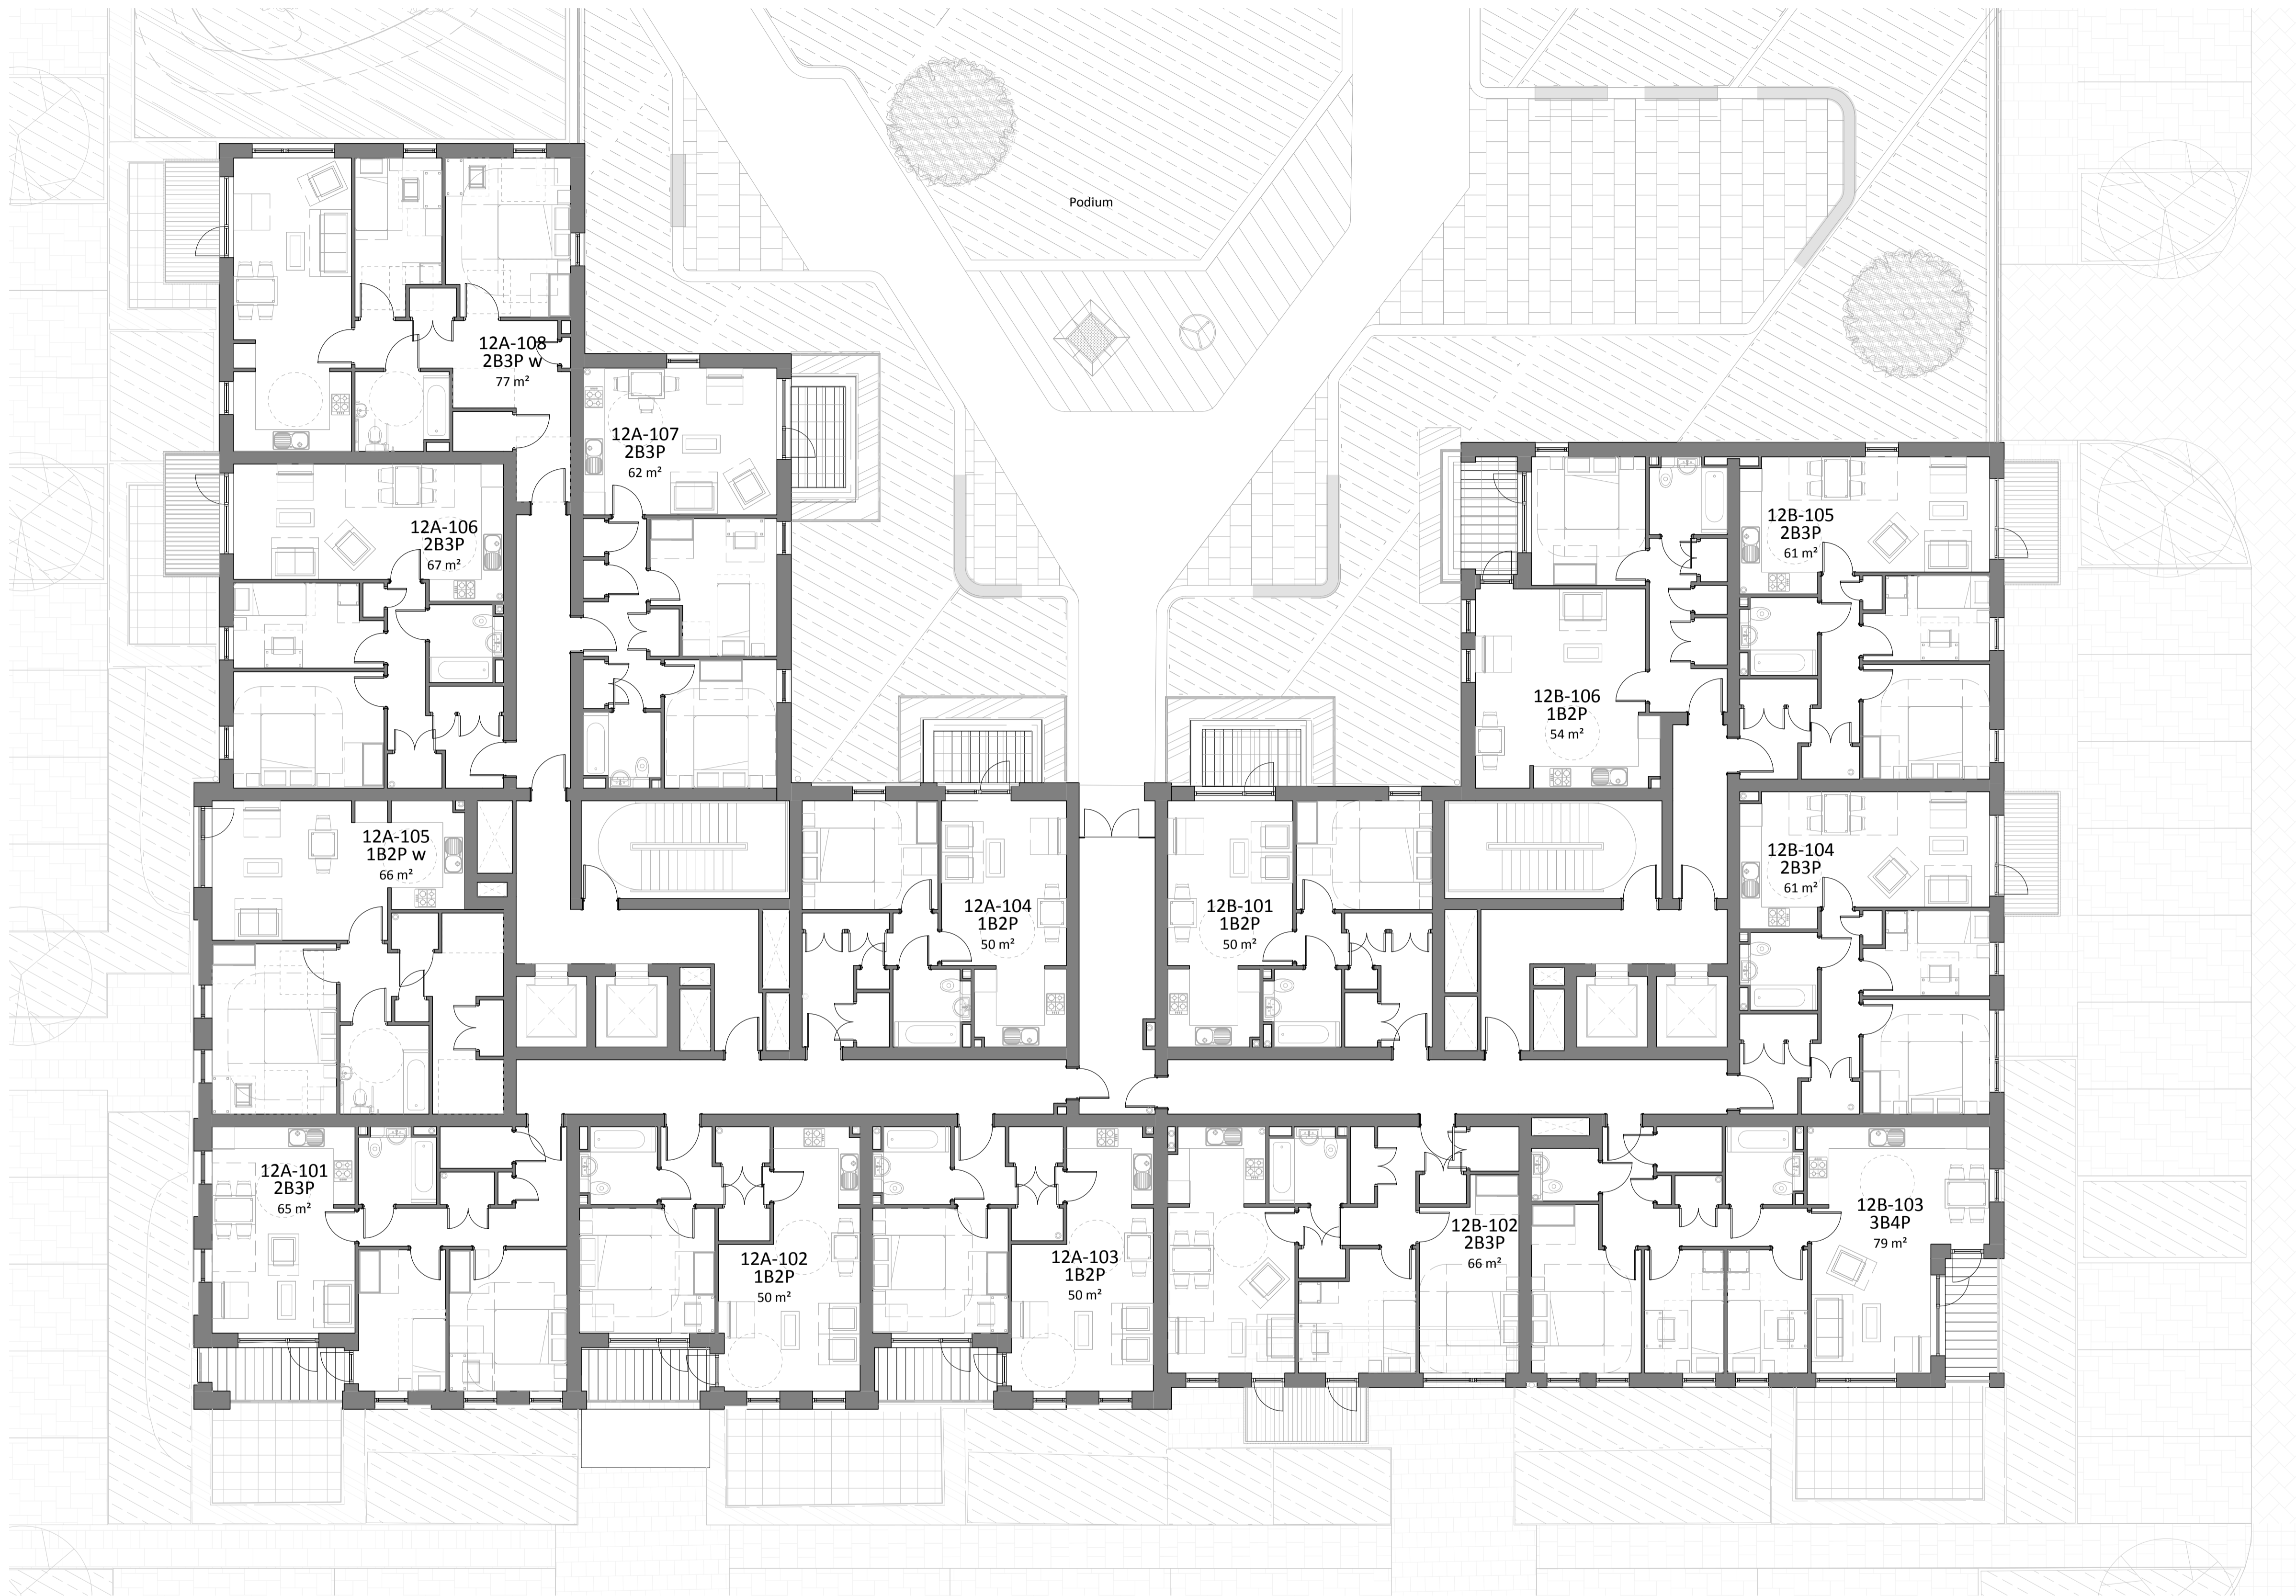 Podium
12A-108
2B3P w
77 m²
12A-107
2B3P
62 m²
12A-106
2B3P
67 m²
12B-105
2B3P
61 m²
12B-106
1B2P
54 m²
12A-105
1B2P w
66 m²
12B-104
2B3P
61 m²
12A-104
1B2P
50 m²
12B-101
1B2P
50 m²
12A-101
2B3P
65 m²
12A-102
1B2P
50 m²
12A-103
1B2P
50 m²
12B-102
2B3P
66 m²
12B-103
3B4P
79 m²